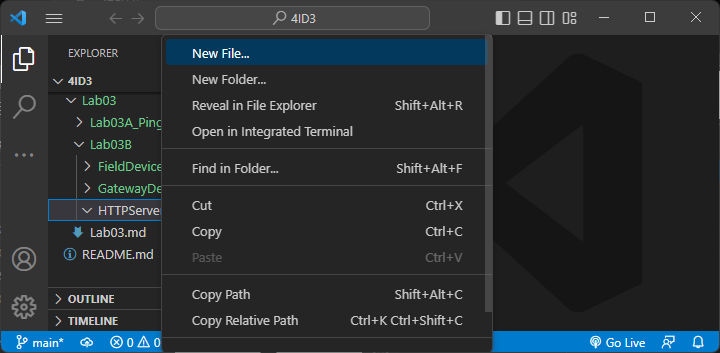 4ID3
EXPLORER
4ID3
Lab03
Lab03A_Ping
Lab03B
FieldDevice
GatewayDe
HTTPServer
Lab03.md
README.md
OUTLINE
TIMELINE
New File...
New Folder...
Reveal in File Explorer Shift+Alt+R
Open in Integrated Terminal
Find in Folder... Shift+Alt+F
Cut Ctrl+X
Copy Ctrl+C
Paste Ctrl+V
Copy Path Shift+Alt+C
Copy Relative Path Ctrl+K Ctrl+Shift+C
main* 0 0 Go Live